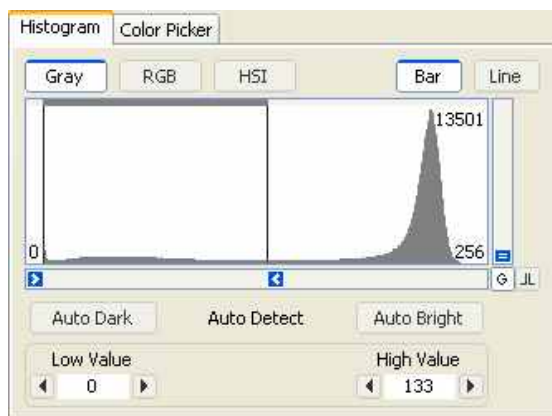 Histogram Color Picker
Gray RGB HSI Bar Line
13501
0 256
G JL
Auto Dark Auto Detect Auto Bright
Low Value High Value
0 133